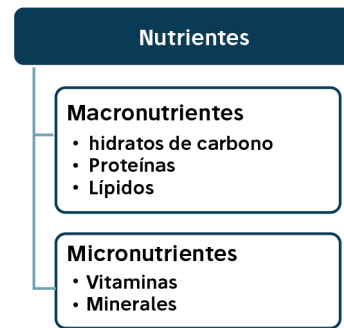 Nutrientes
Macronutrientes
• hidratos de carbono
• Proteínas
• Lípidos
Micronutrientes
• Vitaminas
• Minerales